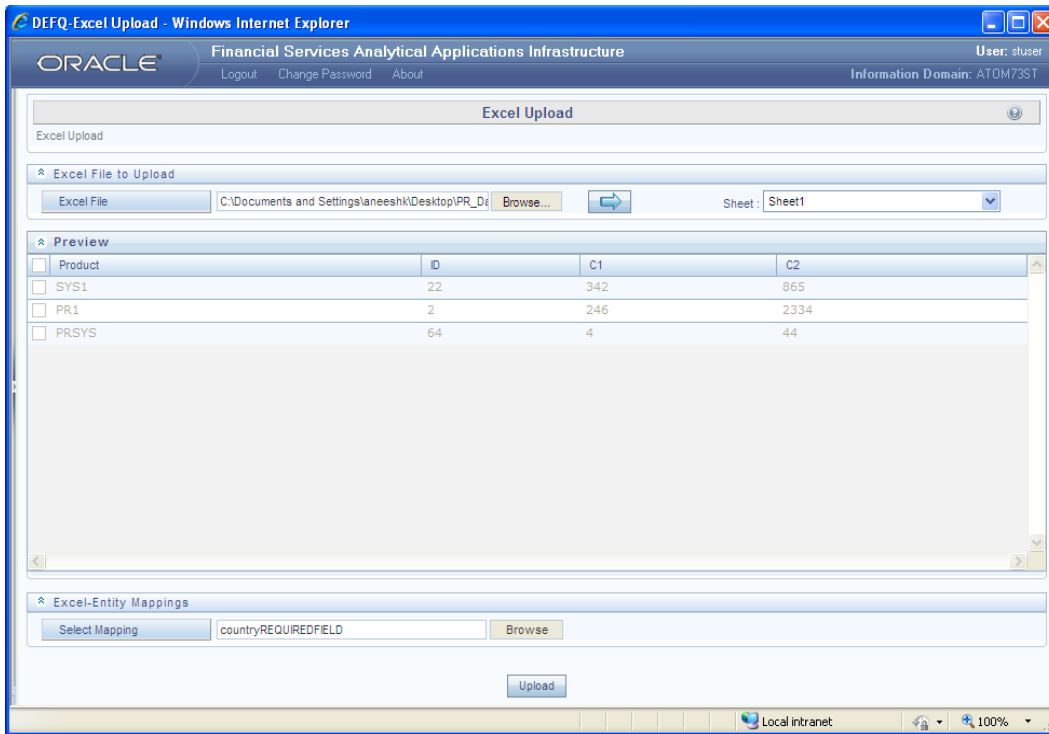 DEFQ-Excel Upload - Windows Internet Explorer
ORACLE
Financial Services Analytical Applications Infrastructure
User: stuser
Logout Change Password About
Information Domain: ATOM73ST
Excel Upload
Excel Upload
Excel File to Upload
Excel File C:\Documents and Settings\aneeshk\Desktop\PR_Da Browse... Sheet : Sheet1
Preview
Product ID C1 C2
SYS1 22 342 865
PR1 2 246 2334
PRSYS 64 4 44
Excel-Entity Mappings
Select Mapping countryREQUIREDFIELD Browse
Upload
Local intranet 100%